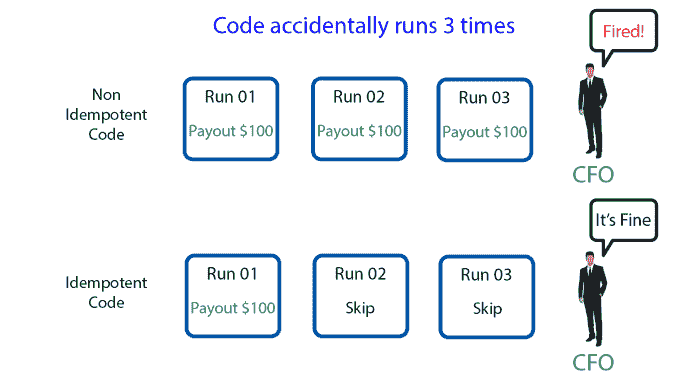 Code accidentally runs 3 times
Fired!
Non
Idempotent
Code
Run 01
Payout $100
Run 02
Payout $100
Run 03
Payout $100
CFO
It's Fine
Idempotent
Code
Run 01
Payout $100
Run 02
Skip
Run 03
Skip
CFO